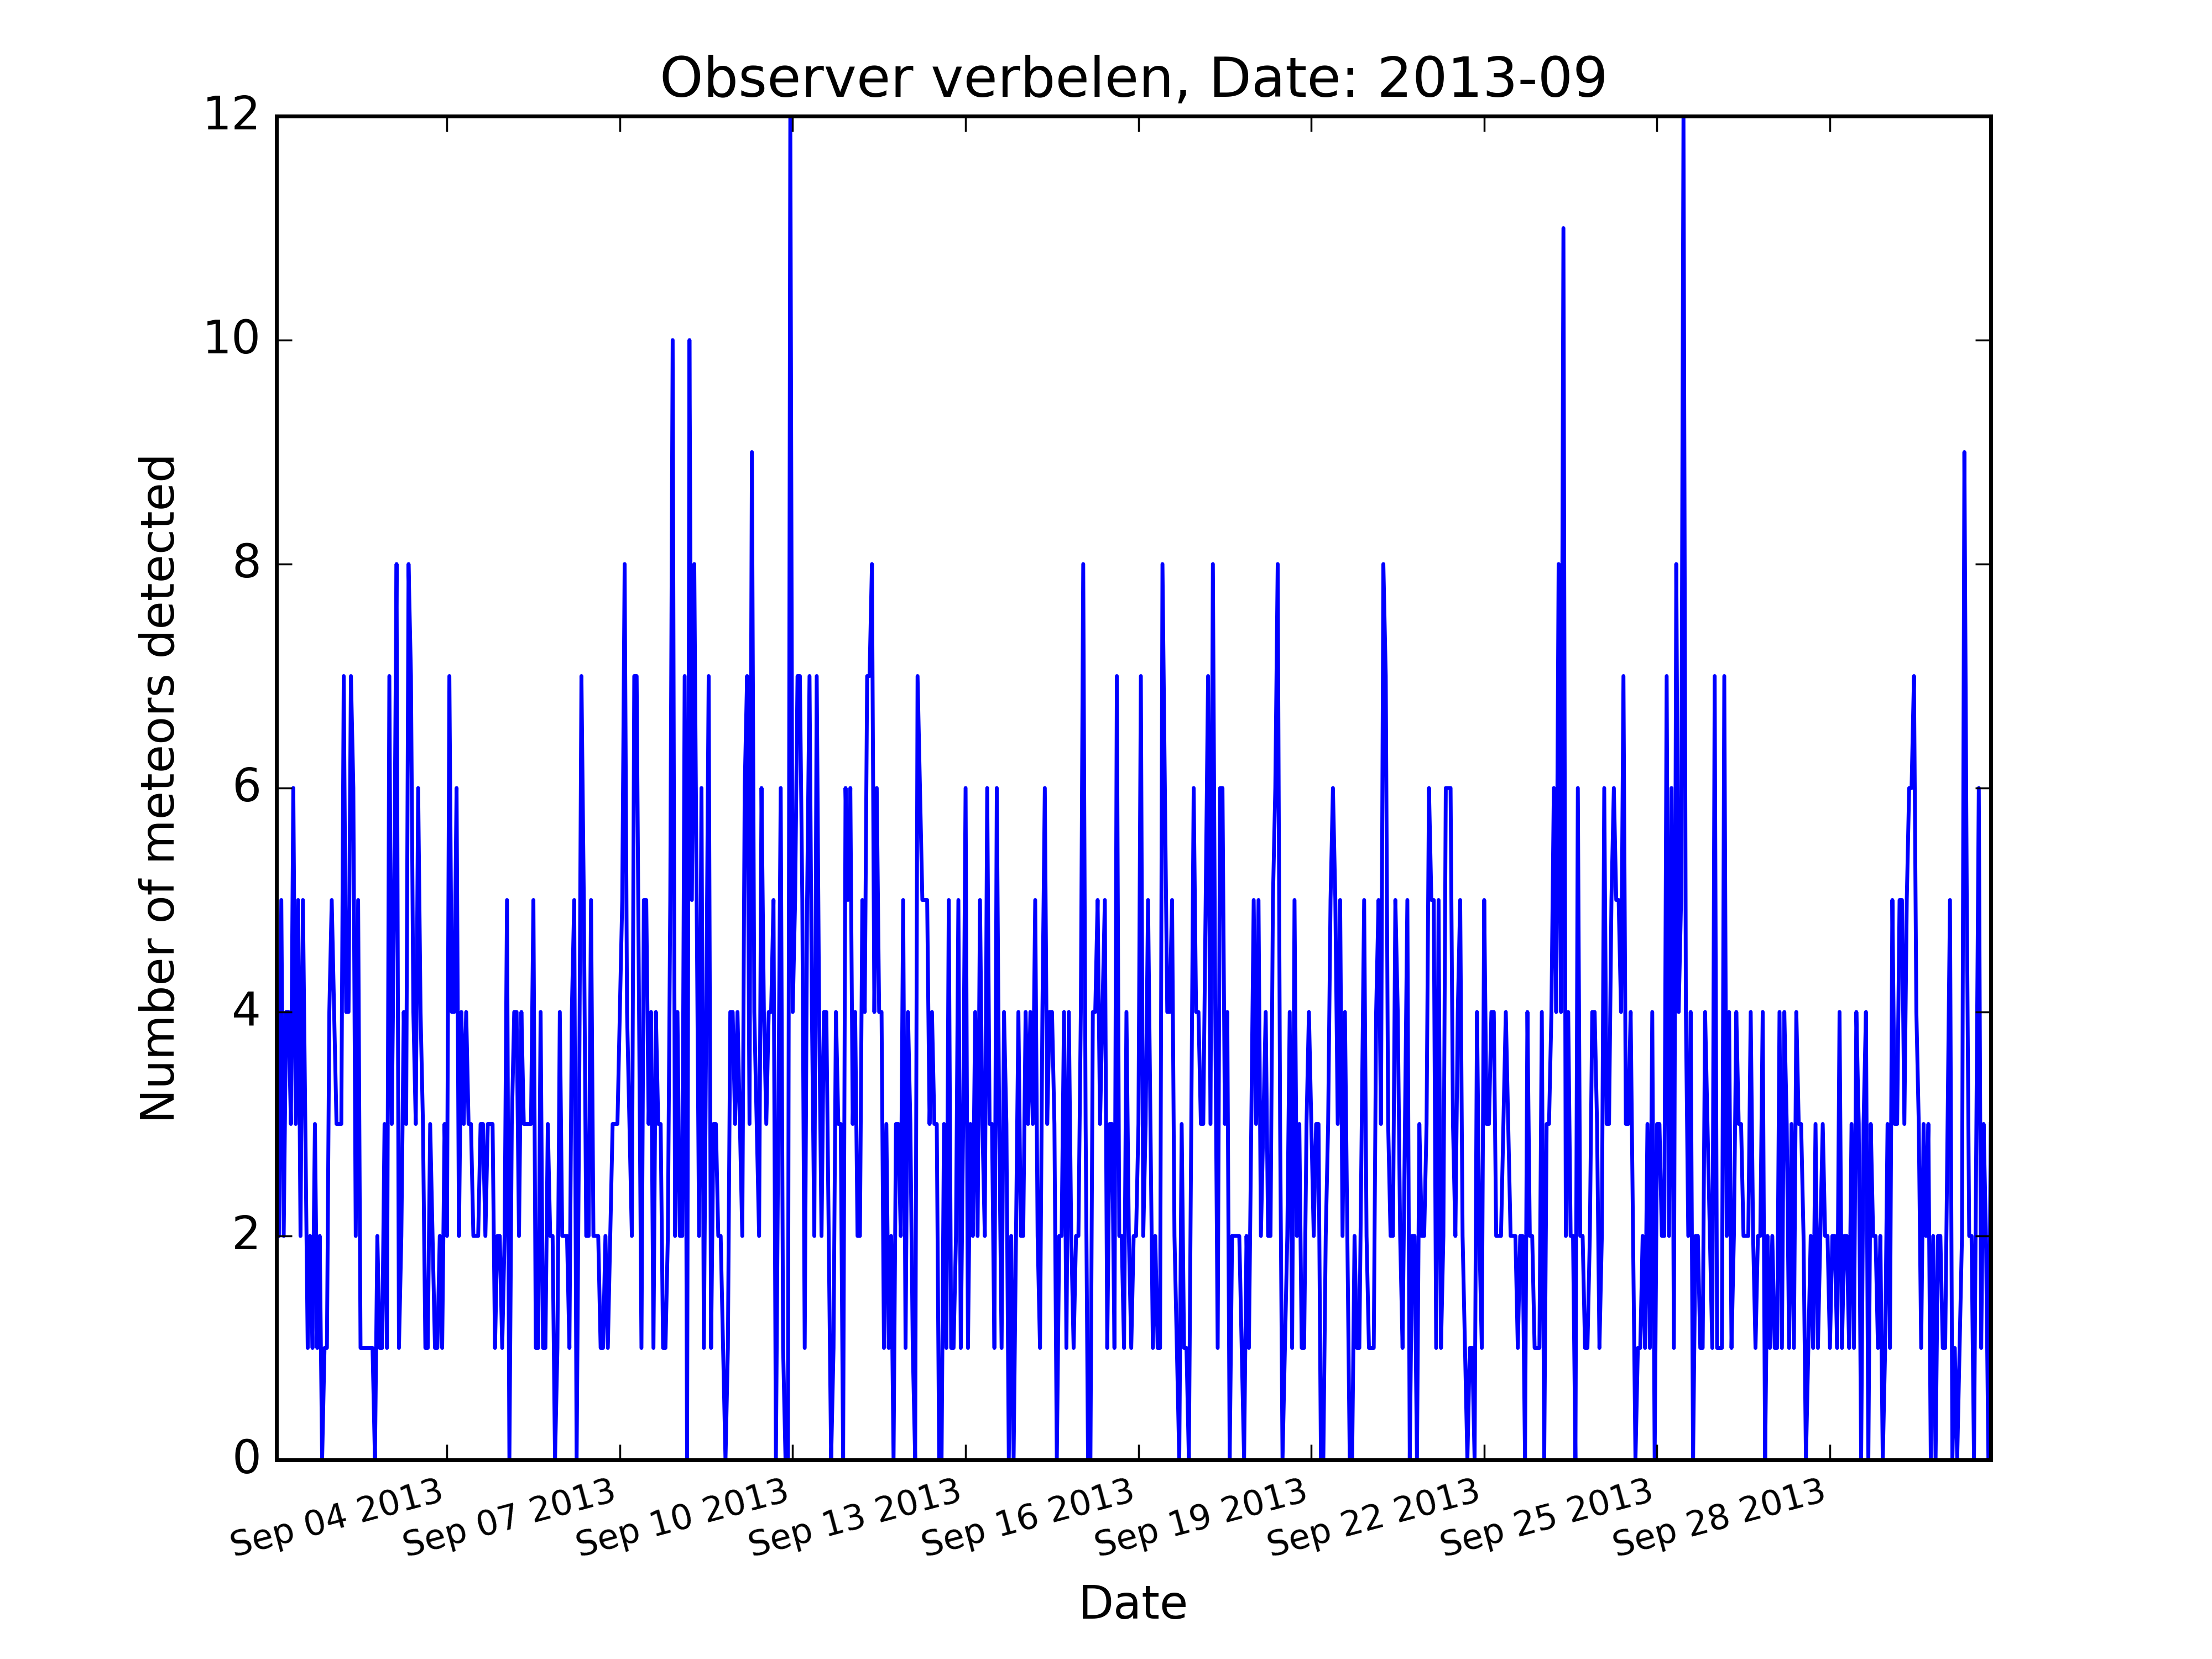 Observer verbelen, Date: 2013-09
Number of meteors detected
12
10
8
6
4
2
0
Sep 04 2013
Sep 07 2013
Sep 10 2013
Sep 13 2013
Sep 16 2013
Sep 19 2013
Sep 22 2013
Sep 25 2013
Sep 28 2013
Date